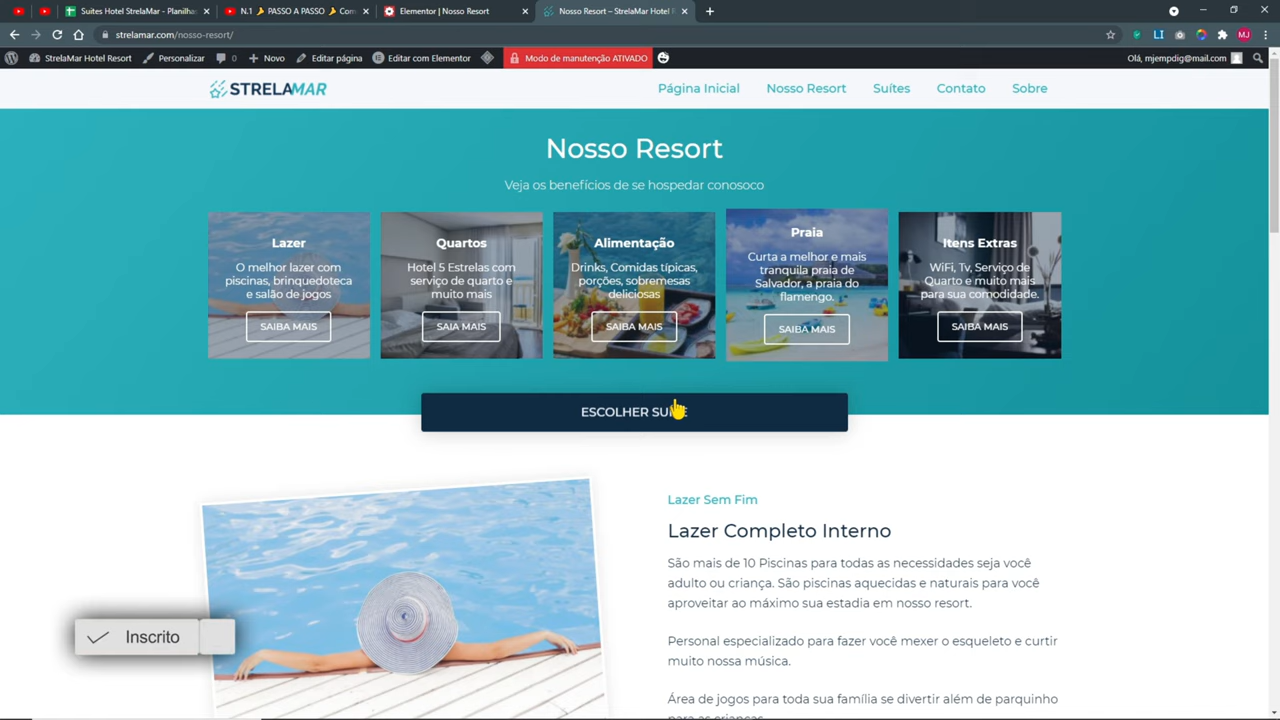 Suites Hotel StrelaMar - Planilha
N.1 PASSO A PASSO Com
Elementor | Nosso Resort
Nosso Resort – StrelaMar Hotel R
strelamar.com/nosso-resort/
MJ
StrelaMar Hotel Resort
Personalizar
0
Novo
Editar página
Editar com Elementor
Modo de manutenção ATIVADO
Olá, mjempdig@mail.com
STRELAMAR
Página Inicial
Nosso Resort
Suítes
Contato
Sobre
Nosso Resort
Veja os benefícios de se hospedar conosoco
Lazer
O melhor lazer com
piscinas, brinquedoteca
e salão de jogos
SAIBA MAIS
Quartos
Hotel 5 Estrelas com
serviço de quarto e
muito mais
SAIA MAIS
Alimentação
Drinks, Comidas típicas,
porções, sobremesas
deliciosas
SAIBA MAIS
Praia
Curta a melhor e mais
tranquila praia de
Salvador, a praia do
flamengo.
SAIBA MAIS
Itens Extras
WiFi, Tv, Serviço de
Quarto e muito mais
para sua comodidade.
SAIBA MAIS
ESCOLHER SUÍTE
Lazer Sem Fim
Lazer Completo Interno
São mais de 10 Piscinas para todas as necessidades seja você
adulto ou criança. São piscinas aquecidas e naturais para você
aproveitar ao máximo sua estadia em nosso resort.
Personal especializado para fazer você mexer o esqueleto e curtir
muito nossa música.
Área de jogos para toda sua família se divertir além de parquinho
para as crianças
Inscrito